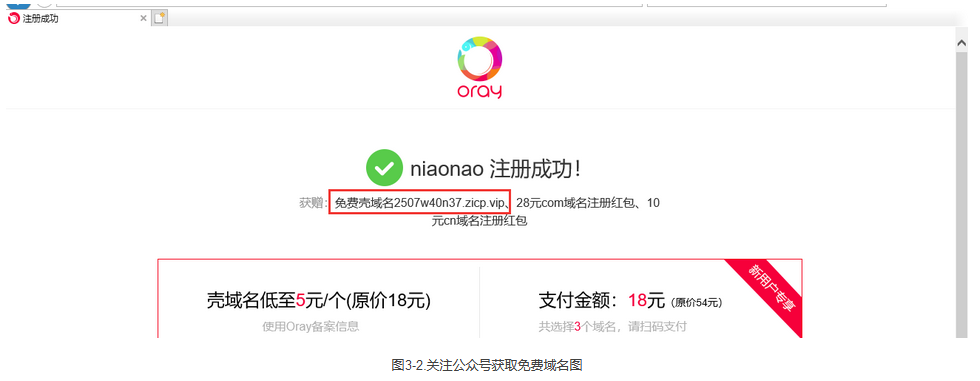 注册成功
oray
niaonao 注册成功！
获赠：免费壳域名2507w40n37.zicp.vip、28元com域名注册红包、10
元cn域名注册红包
新用户专享
壳域名低至5元/个(原价18元)
使用Oray备案信息
支付金额：18元（原价54元）
共选择3个域名，请扫码支付
图3-2.关注公众号获取免费域名图